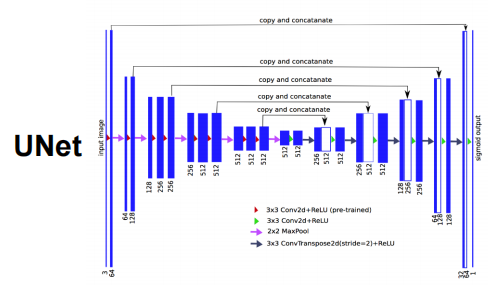 UNet
copy and concatanate
copy and concatanate
copy and concatanate
copy and concatanate
copy and concatanate
input image
sigmoid output
3 64
64 128
128 256 256
256 512 512
512 512 512
512 512
256 512
256 512 512
128 256 256
64 128 128
32 64 1
3x3 Conv2d+ReLU (pre-trained)
3x3 Conv2d+ReLU
2x2 MaxPool
3x3 ConvTranspose2d(stride=2)+ReLU